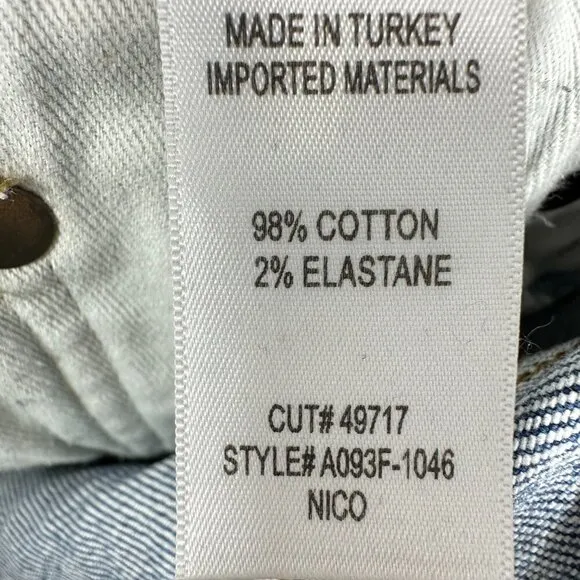 MADE IN TURKEY
IMPORTED MATERIALS
98% COTTON
2% ELASTANE
CUT# 49717
STYLE# A093F-1046
NICO